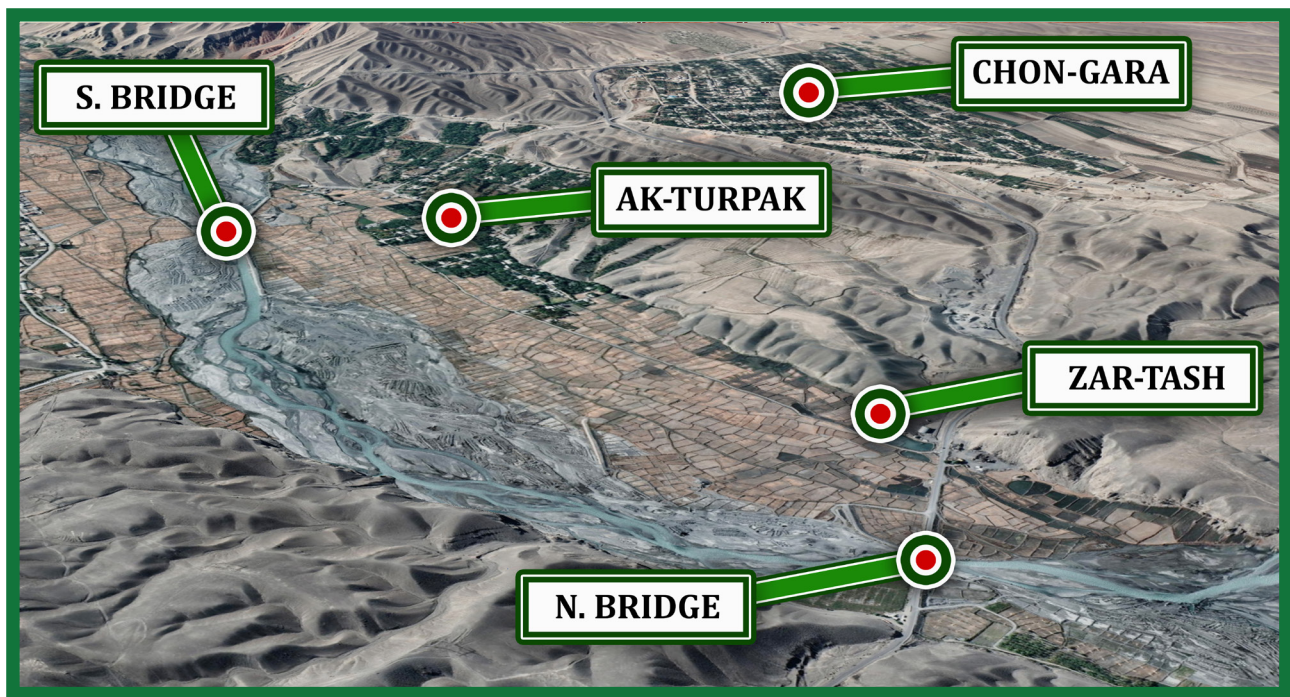 CHON-GARA
S. BRIDGE
AK-TURPAK
ZAR-TASH
N. BRIDGE